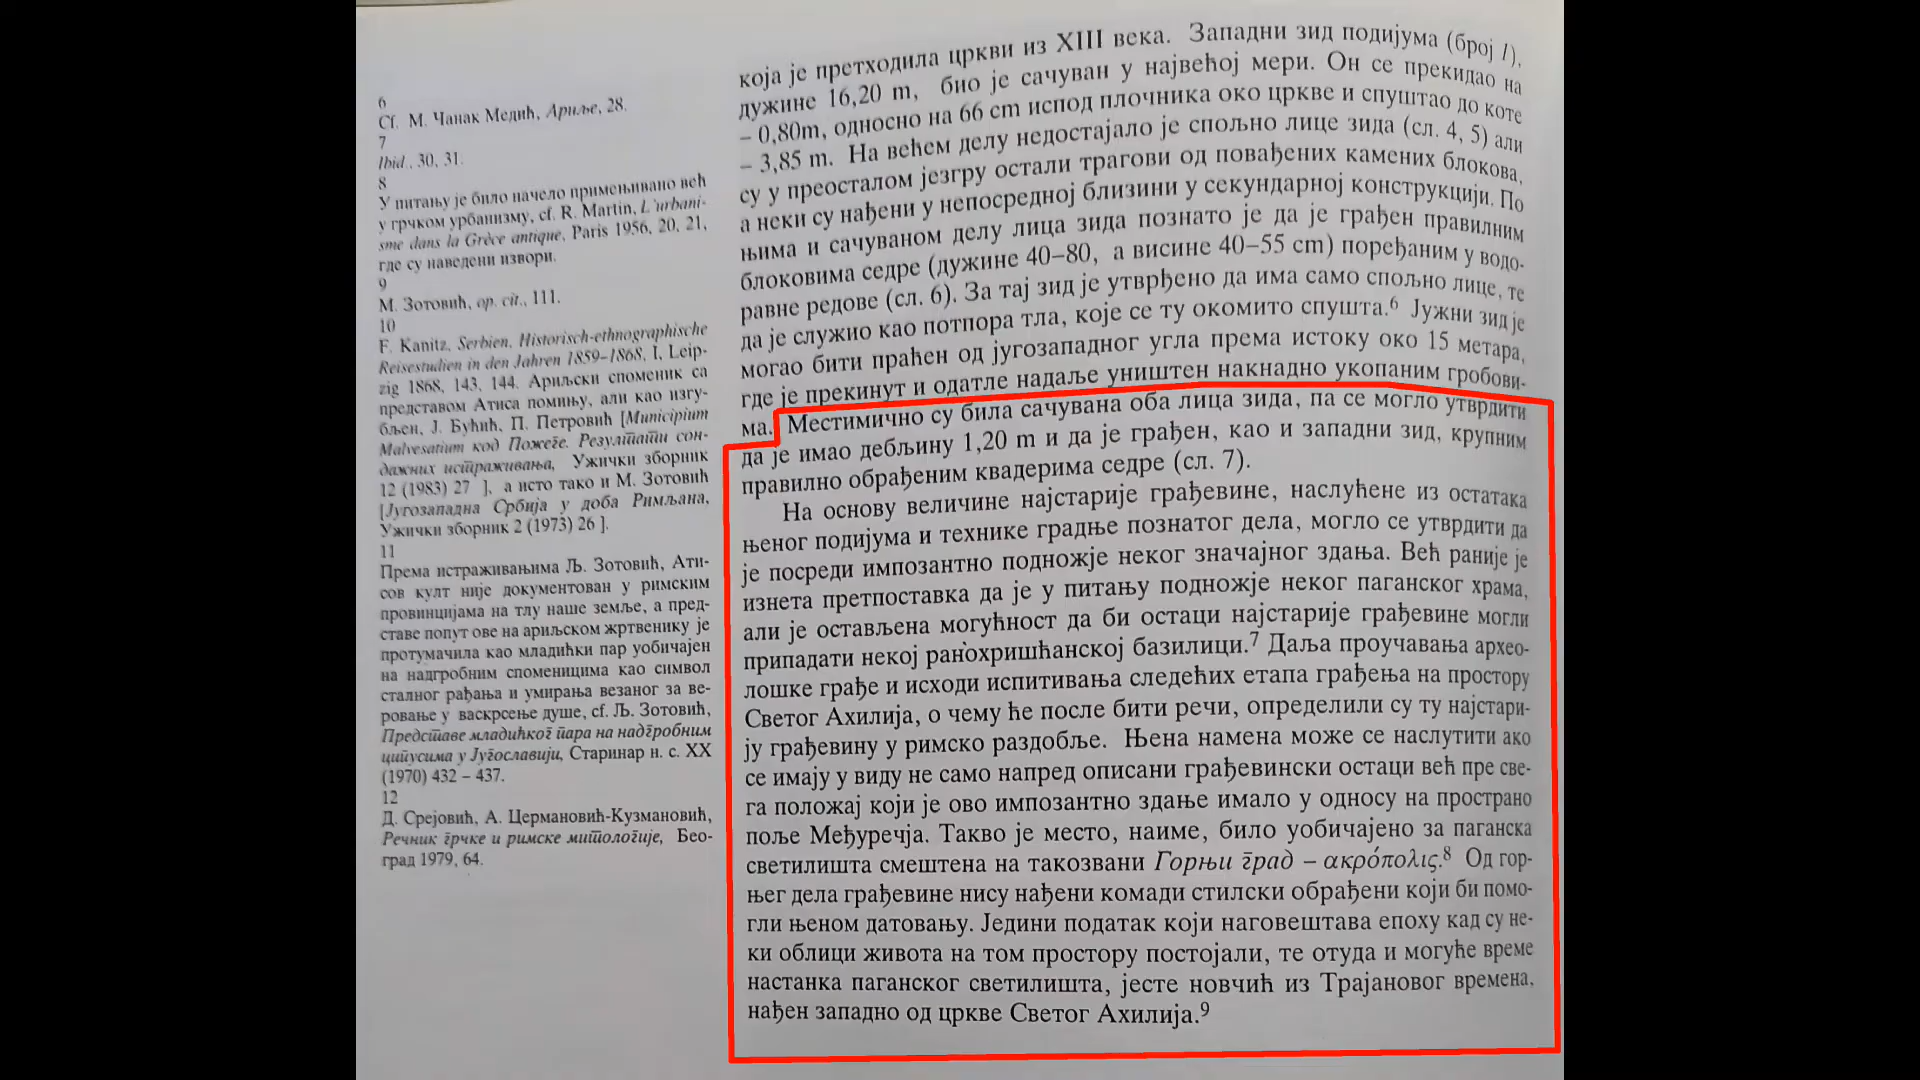 6
Cf. М. Чанак Медић, Ариље, 28.
7
Ibid., 30, 31.
8
У питању је било начело примењивано већ
у грчком урбанизму, cf. R. Martin, L'urbani-
sme dans la Grèce antique, Paris 1956, 20, 21,
где су наведени извори.
9
М. Зотовић, op. cit., 111.
10
F. Kanitz, Serbien, Historisch-ethnographische
Reisestudien in den Jahren 1859–1868, I, Leip-
zig 1868, 143, 144. Ариљски споменик са
представом Атиса помињу, али као изгу-
бљен, Ј. Бућић, П. Петровић [Municipium
Malvesatium код Пожеге. Резултати сон-
дажних истраживања, Ужички зборник
12 (1983) 27 ], а исто тако и М. Зотовић
[Југозападна Србија у доба Римљана,
Ужички зборник 2 (1973) 26 ].
11
Према истраживањима Љ. Зотовић, Ати-
сов култ није документован у римским
провинцијама на тлу наше земље, а пред-
ставе попут ове на ариљском жртвенику је
протумачила као младићки пар уобичајен
на надгробним споменицима као симбол
сталног рађања и умирања везаног за ве-
ровање у васкрсење душе, cf. Љ. Зотовић,
Представе младићког пара на надгробним
ципусима у Југославији, Старинар н. с. XX
(1970) 432 – 437.
12
Д. Срејовић, А. Цермановић-Кузмановић,
Речник грчке и римске митологије, Бео-
град 1979, 64.
која је претходила цркви из XIII века. Западни зид подијума (број I),
дужине 16,20 m, био је сачуван у највећој мери. Он се прекидао на
– 0,80m, односно на 66 cm испод плочника око цркве и спуштао до коте
– 3,85 m. На већем делу недостајало је спољно лице зида (сл. 4, 5) али
су у преосталом језгру остали трагови од повађених камених блокова,
а неки су нађени у непосредној близини у секундарној конструкцији. По
њима и сачуваном делу лица зида познато је да је грађен правилним
блоковима седре (дужине 40–80, а висине 40–55 cm) поређаним у водо-
равне редове (сл. 6). За тај зид је утврђено да има само спољно лице, те
да је служио као потпора тла, које се ту окомито спушта.6 Јужни зид је
могао бити праћен од југозападног угла према истоку око 15 метара,
где је прекинут и одатле надаље уништен накнадно укопаним гробови-
ма. Местимично су била сачувана оба лица зида, па се могло утврдити
да је имао дебљину 1,20 m и да је грађен, као и западни зид, крупним
правилно обрађеним квадерима седре (сл. 7).
На основу величине најстарије грађевине, наслућене из остатака
њеног подијума и технике градње познатог дела, могло се утврдити да
је посреди импозантно подножје неког значајног здања. Већ раније је
изнета претпоставка да је у питању подножје неког паганског храма,
али је остављена могућност да би остаци најстарије грађевине могли
припадати некој ранохришћанској базилици.7 Даља проучавања архео-
лошке грађе и исходи испитивања следећих етапа грађења на простору
Светог Ахилија, о чему ће после бити речи, определили су ту најстари-
ју грађевину у римско раздобље. Њена намена може се наслутити ако
се имају у виду не само напред описани грађевински остаци већ пре све-
га положај који је ово импозантно здање имало у односу на пространо
поље Међуречја. Такво је место, наиме, било уобичајено за паганска
светилишта смештена на такозвани Горњи град – ακρόπολις.8 Од гор-
њег дела грађевине нису нађени комади стилски обрађени који би помо-
гли њеном датовању. Једини податак који наговештава епоху кад су не-
ки облици живота на том простору постојали, те отуда и могуће време
настанка паганског светилишта, јесте новчић из Трајановог времена,
нађен западно од цркве Светог Ахилија.9